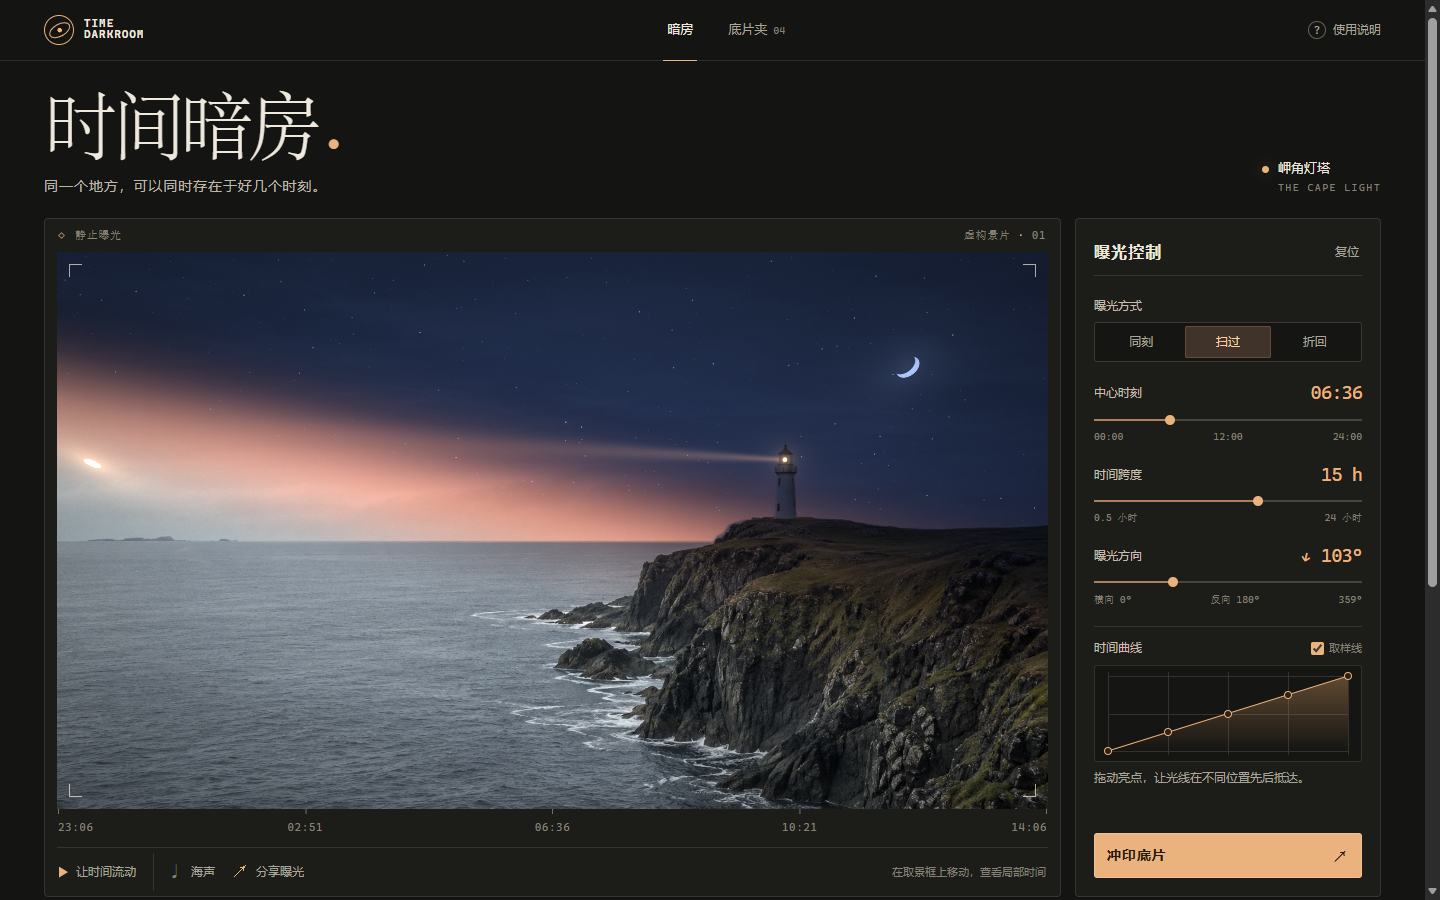 TIME
DARKROOM
暗房
底片夹 04
? 使用说明
时间暗房.
同一个地方，可以同时存在于好几个时刻。
岬角灯塔
THE CAPE LIGHT
静止曝光
虚构景片 · 01
23:06 02:51 06:36 10:21 14:06
让时间流动
海声
分享曝光
在取景框上移动，查看局部时间
曝光控制
复位
曝光方式
同刻 扫过 折回
中心时刻 06:36
00:00 12:00 24:00
时间跨度 15 h
0.5 小时 24 小时
曝光方向 103°
横向 0° 反向 180° 359°
时间曲线 取样线
拖动亮点，让光线在不同位置先后抵达。
冲印底片